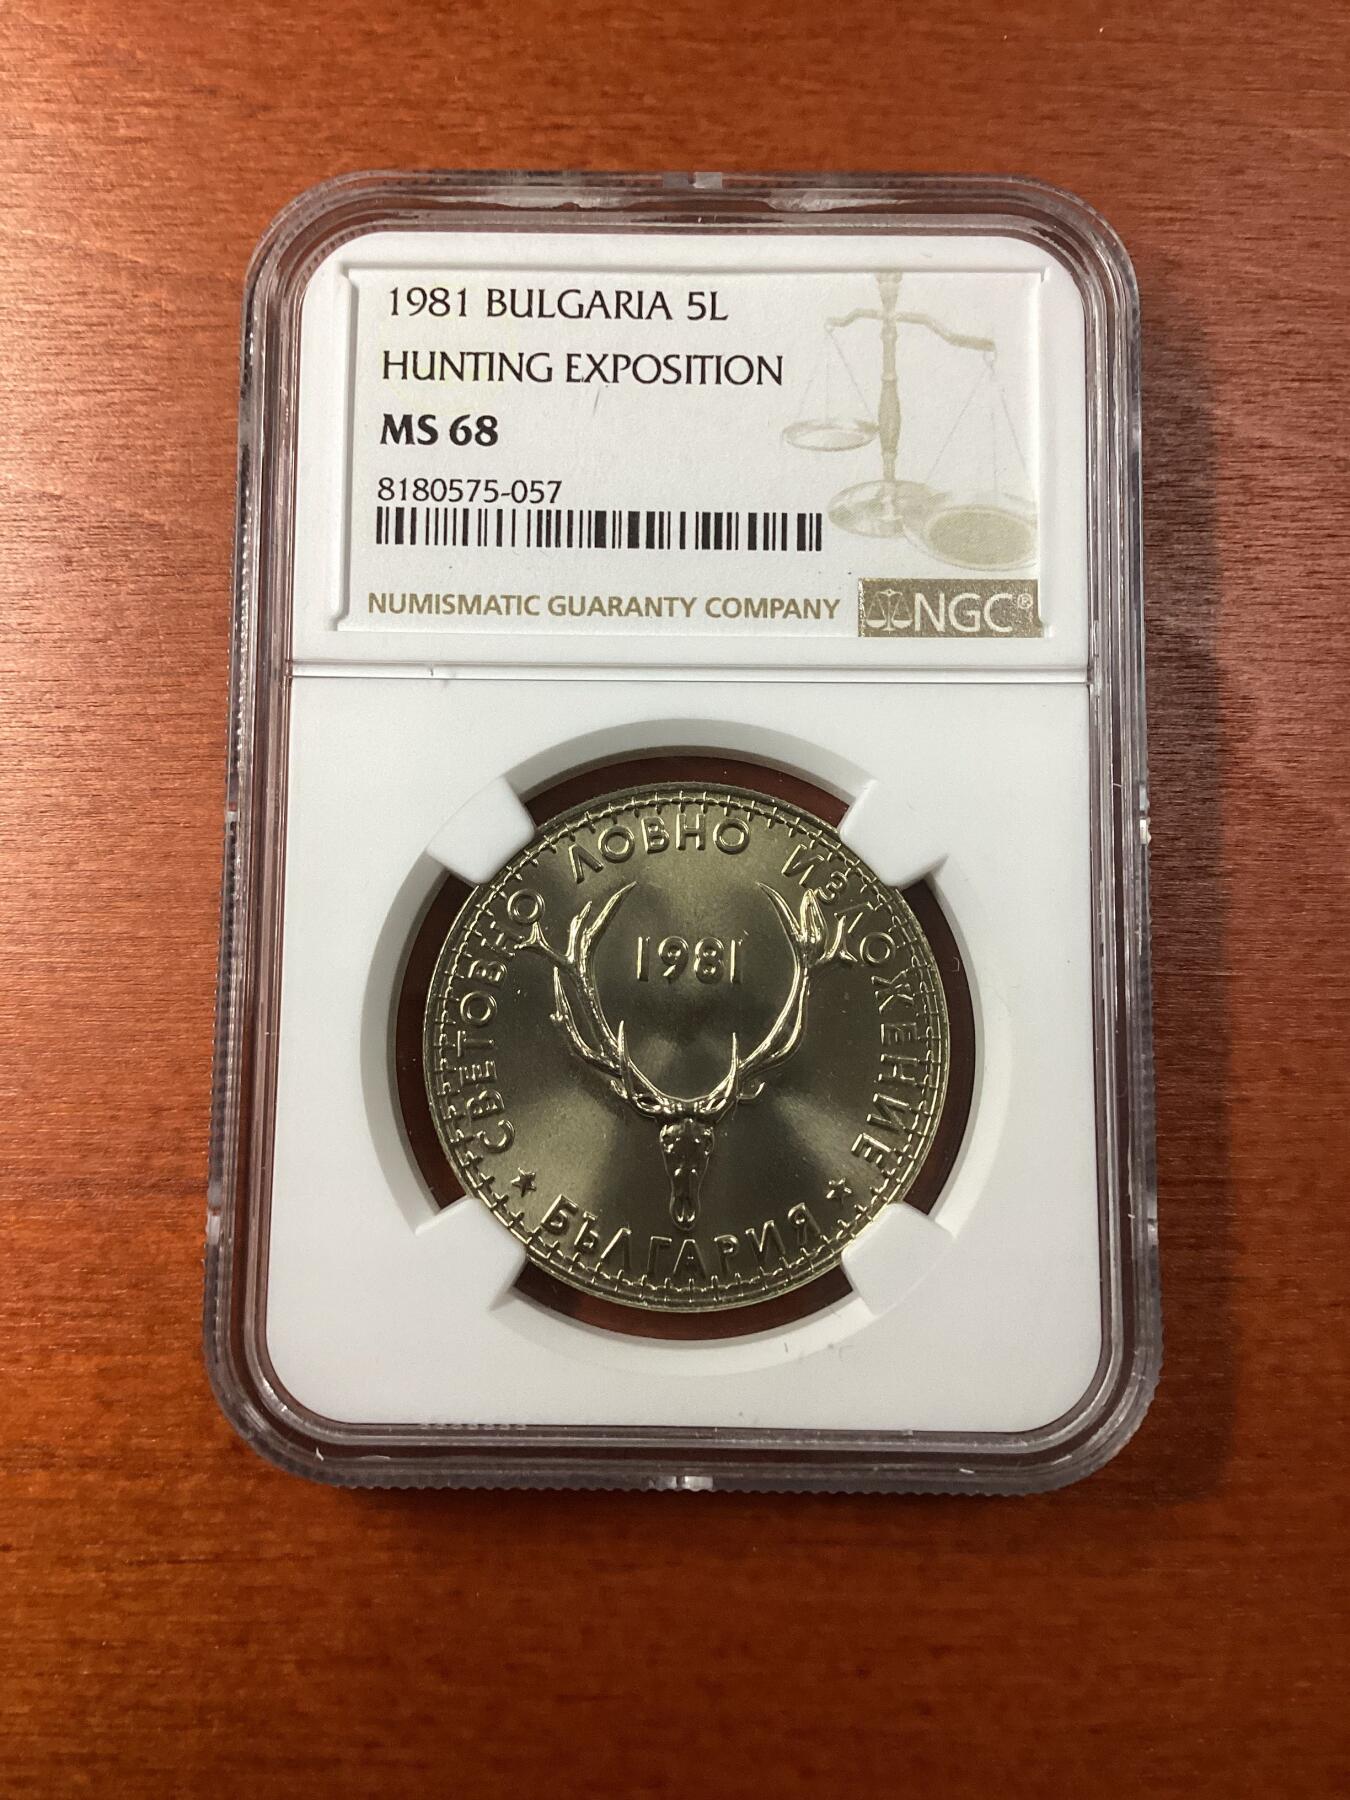 1981 BULGARIA 5L
HUNTING EXPOSITION
MS 68
8180575-057
NUMISMATIC GUARANTY COMPANY
NGC®
СВЕТОВНО ЛОВНО ИЗЛОЖЕНИЕ
1981
БЪЛГАРИЯ